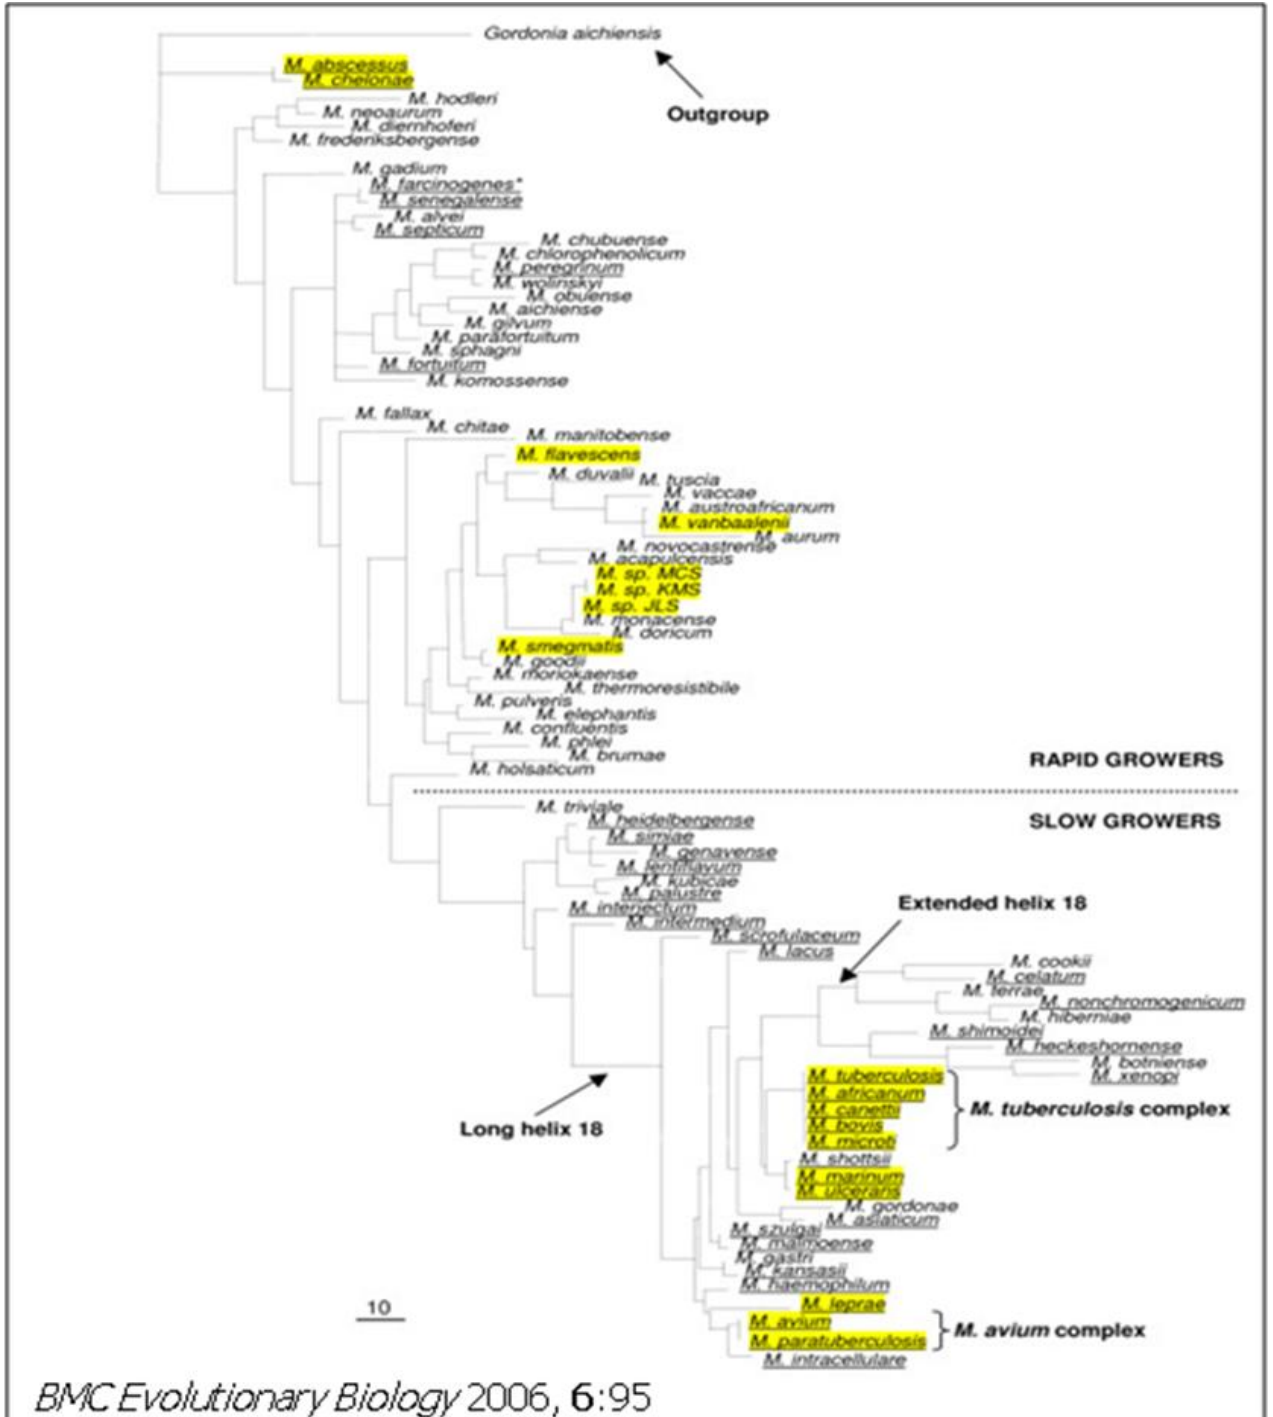 Gordonia aichiensis
M. abscessus
M. chelonae
Outgroup
M. hodleri
M. neoaurum
M. diernhoferi
M. frederiksbergense
M. gadium
M. farcinogenes*
M. senegalense
M. alvei
M. septicum
M. chubuense
M. chlorophenolicum
M. peregrinum
M. wolinskyi
M. obuense
M. aichiense
M. gilvum
M. parafortuitum
M. sphagni
M. fortuitum
M. komossense
M. fallax
M. chitae
M. manitobense
M. flavescens
M. duvalii
M. tuscia
M. vaccae
M. austroafricanum
M. vanbaalenii
M. aurum
M. novocastrense
M. acapulcensis
M. sp. MCS
M. sp. KMS
M. sp. JLS
M. monacense
M. doricum
M. smegmatis
M. goodii
M. moriokaense
M. thermoresistibile
M. pulveris
M. elephantis
M. confluentis
M. phlei
M. brumae
M. holsaticum
RAPID GROWERS
SLOW GROWERS
M. triviale
M. heidelbergense
M. simiae
M. genavense
M. lentiflavum
M. kubicae
M. palustre
M. interjectum
M. intermedium
M. scrofulaceum
M. lacus
Extended helix 18
M. cookii
M. celatum
M. terrae
M. nonchromogenicum
M. hiberniae
M. shimoidei
M. heckeshornense
M. botniense
M. xenopi
M. tuberculosis
M. africanum
M. canettii
M. bovis
M. microti
M. tuberculosis complex
Long helix 18
M. shottsii
M. marinum
M. ulcerans
M. gordonae
M. asiaticum
M. szulgai
M. malmoense
M. gastri
M. kansasii
M. haemophilum
M. leprae
M. avium
M. paratuberculosis
M. avium complex
M. intracellulare
10
BMC Evolutionary Biology 2006, 6:95